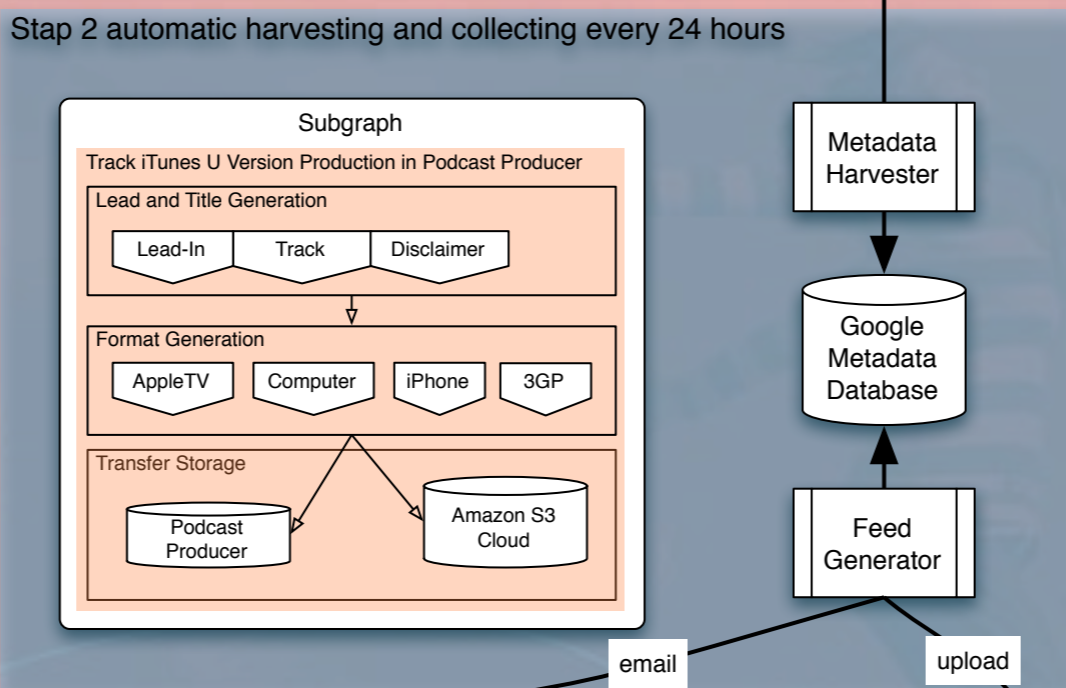 Stap 2 automatic harvesting and collecting every 24 hours
Subgraph
Track iTunes U Version Production in Podcast Producer
Lead and Title Generation
Lead-In
Track
Disclaimer
Format Generation
AppleTV
Computer
iPhone
3GP
Transfer Storage
Podcast
Producer
Amazon S3
Cloud
Metadata
Harvester
Google
Metadata
Database
Feed
Generator
email
upload